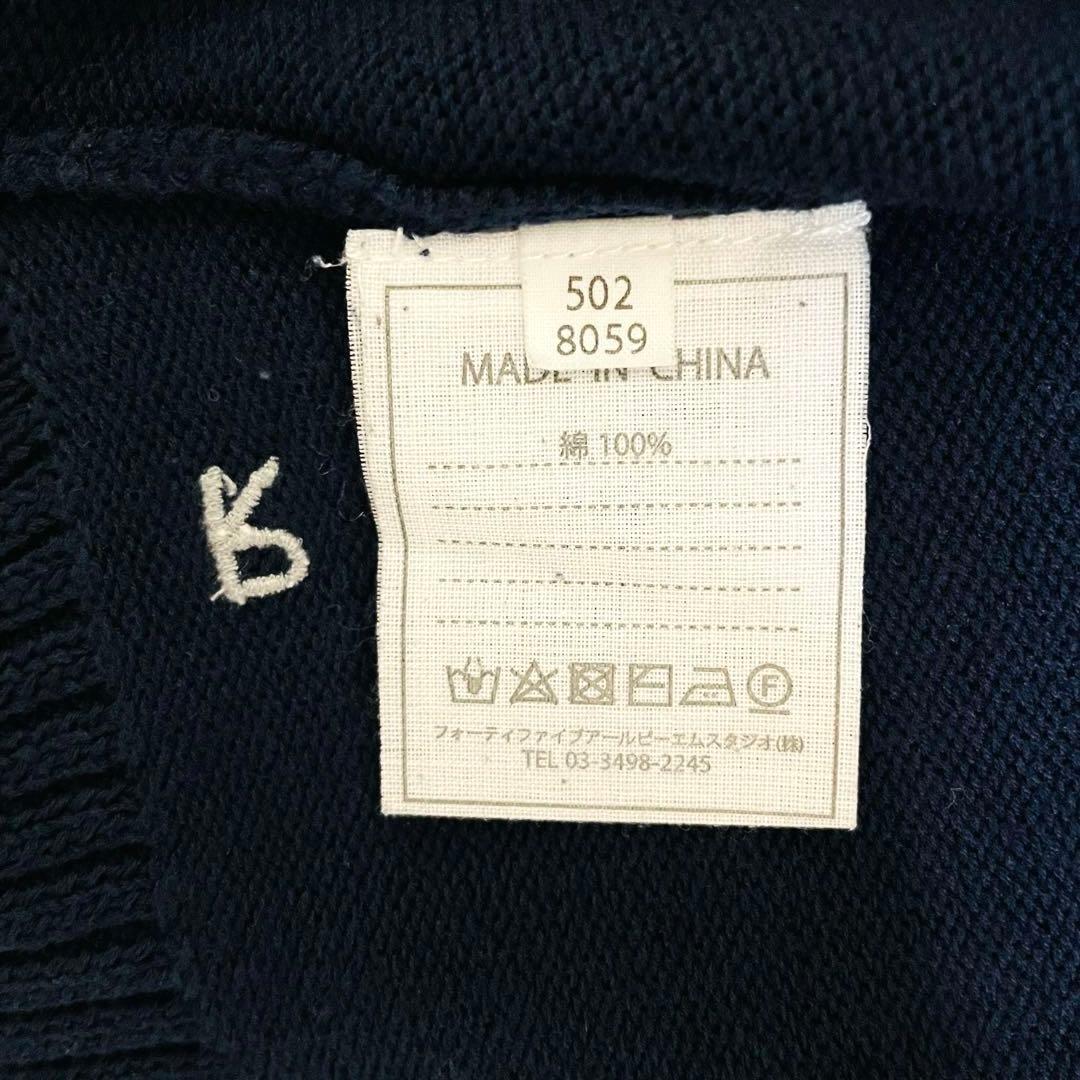 502
8059
MADE IN CHINA
綿 100%
F
フォーティファイブアールピーエムスタジオ(株)
TEL 03-3498-2245